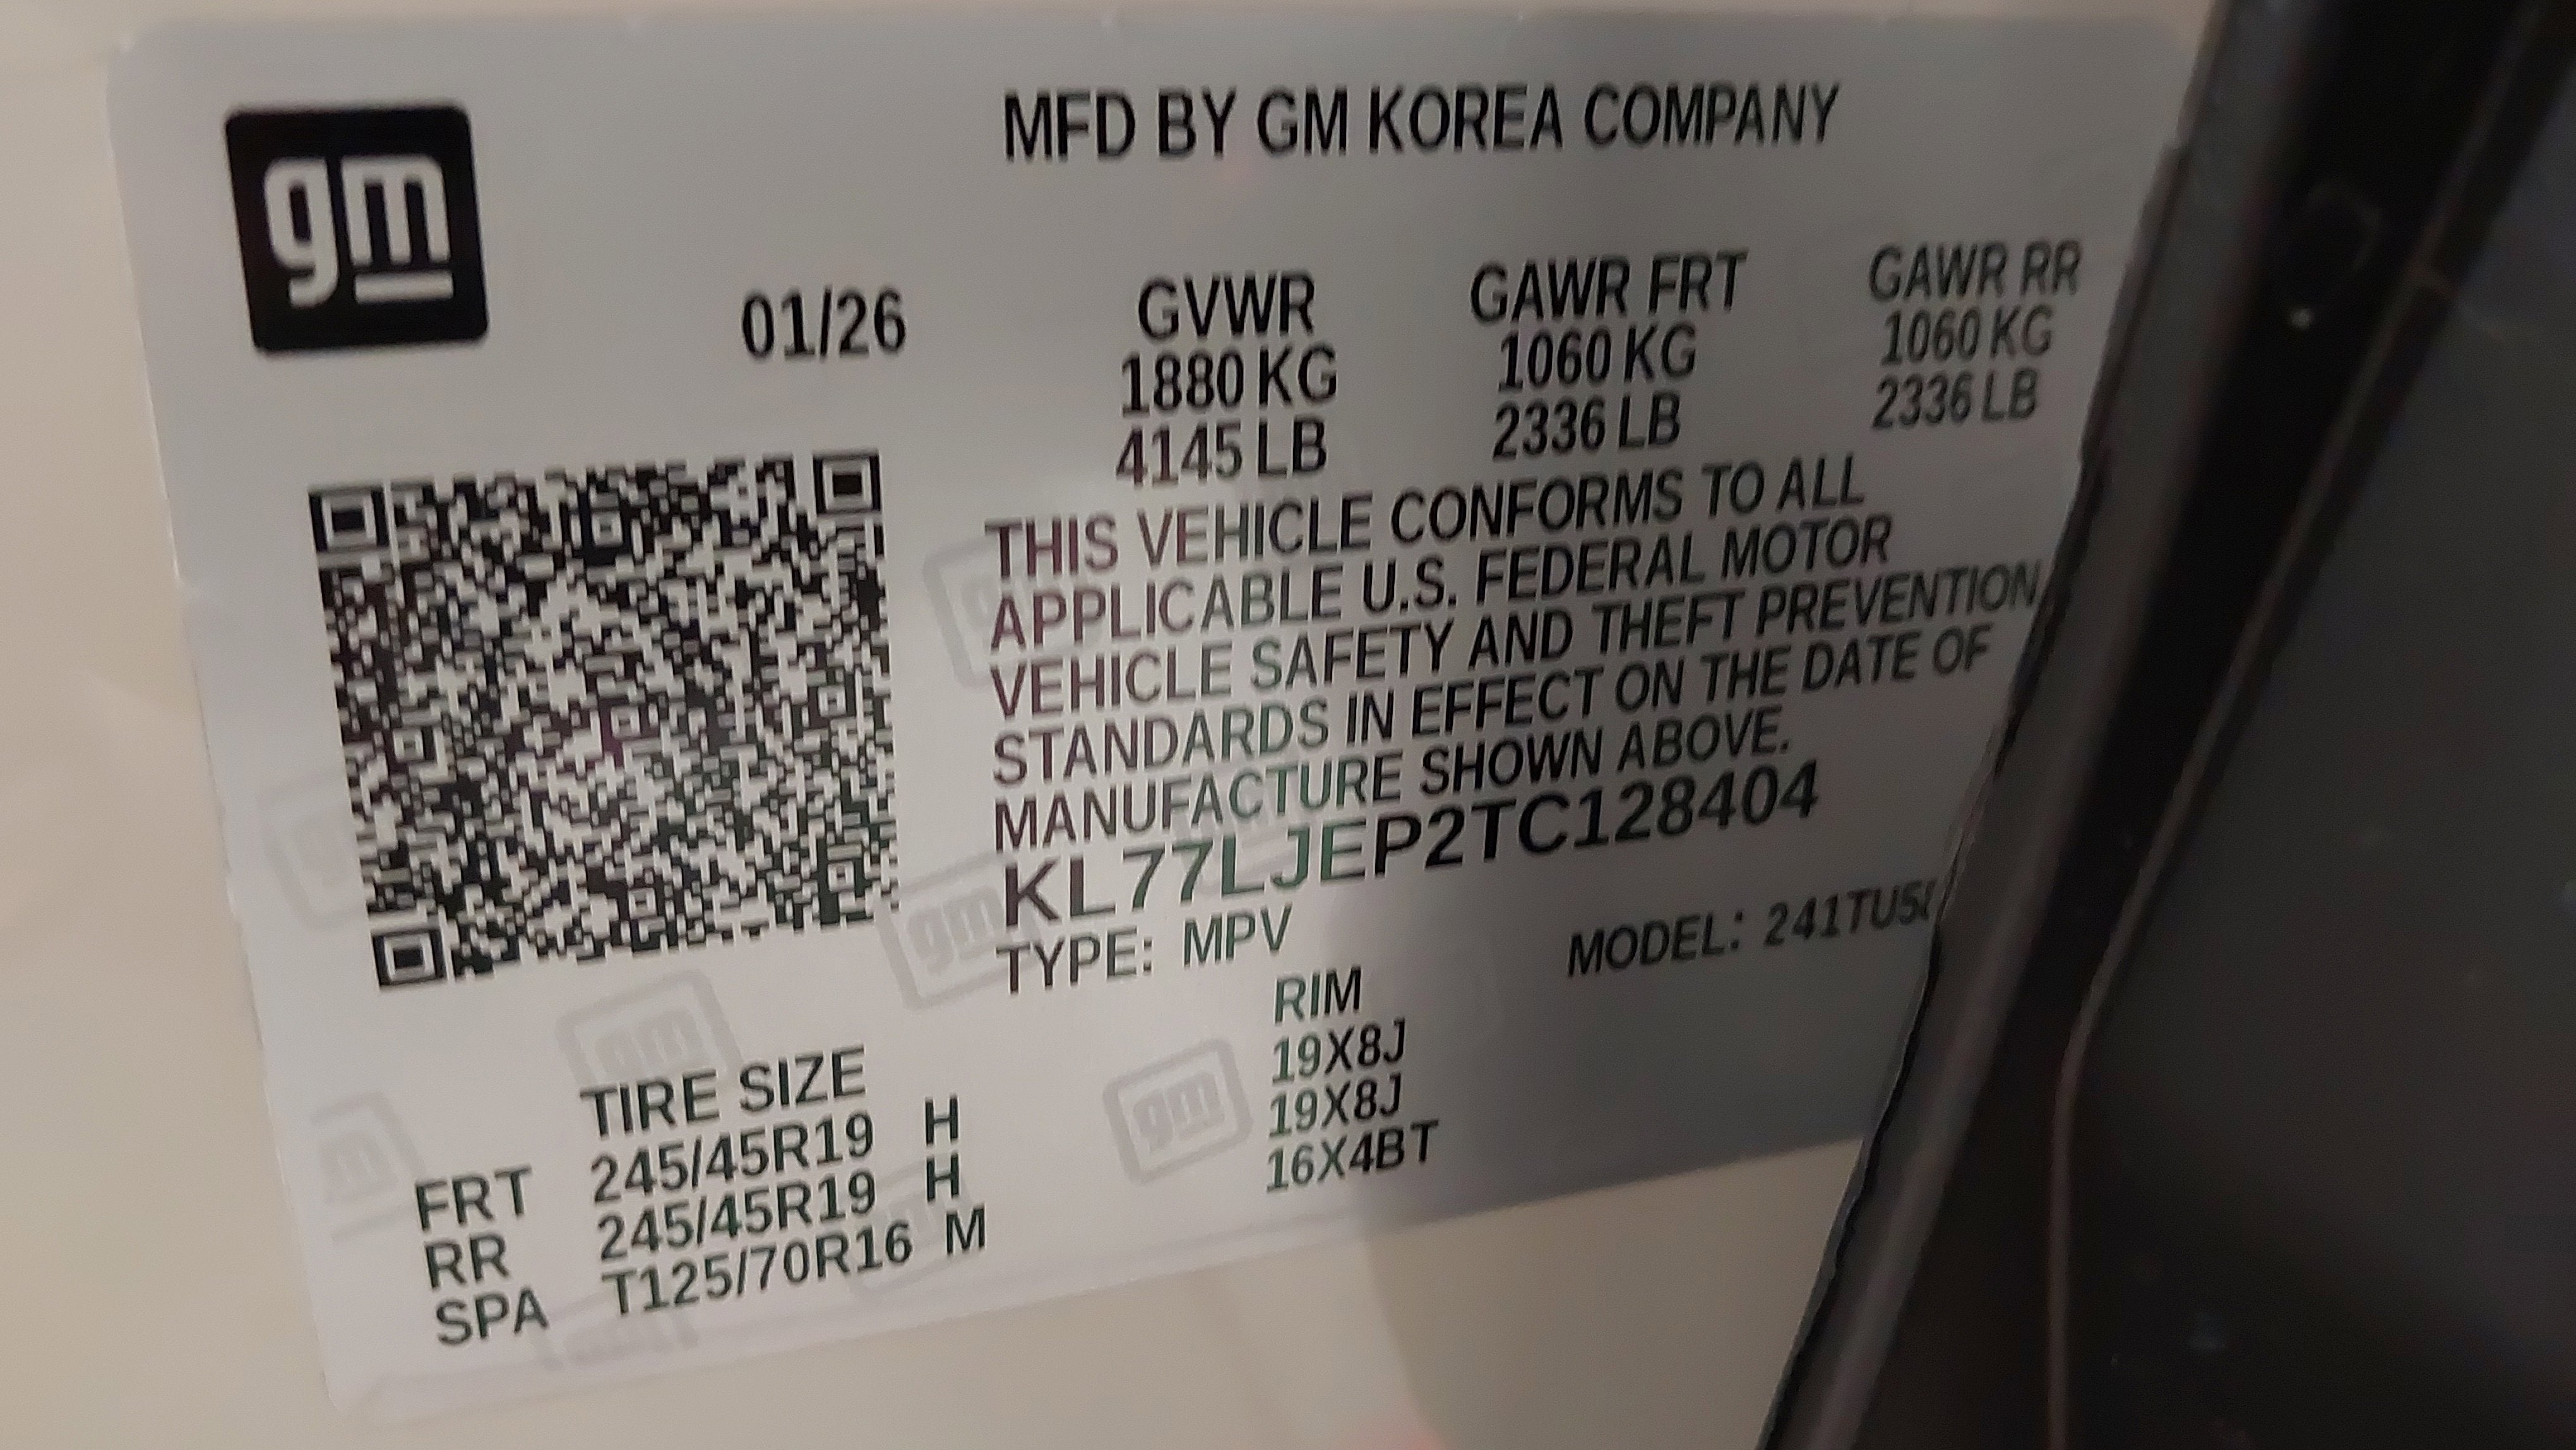 gm
MFD BY GM KOREA COMPANY
01/26
GVWR GAWR FRT GAWR RR
1880 KG 1060 KG 1060 KG
4145 LB 2336 LB 2336 LB
THIS VEHICLE CONFORMS TO ALL
APPLICABLE U.S. FEDERAL MOTOR
VEHICLE SAFETY AND THEFT PREVENTION
STANDARDS IN EFFECT ON THE DATE OF
MANUFACTURE SHOWN ABOVE.
KL77LJEP2TC128404
TYPE: MPV MODEL:
TIRE SIZE RIM
FRT 245/45R19 H 19X8J
RR 245/45R19 H 19X8J
SPA T125/70R16 M 16X4BT